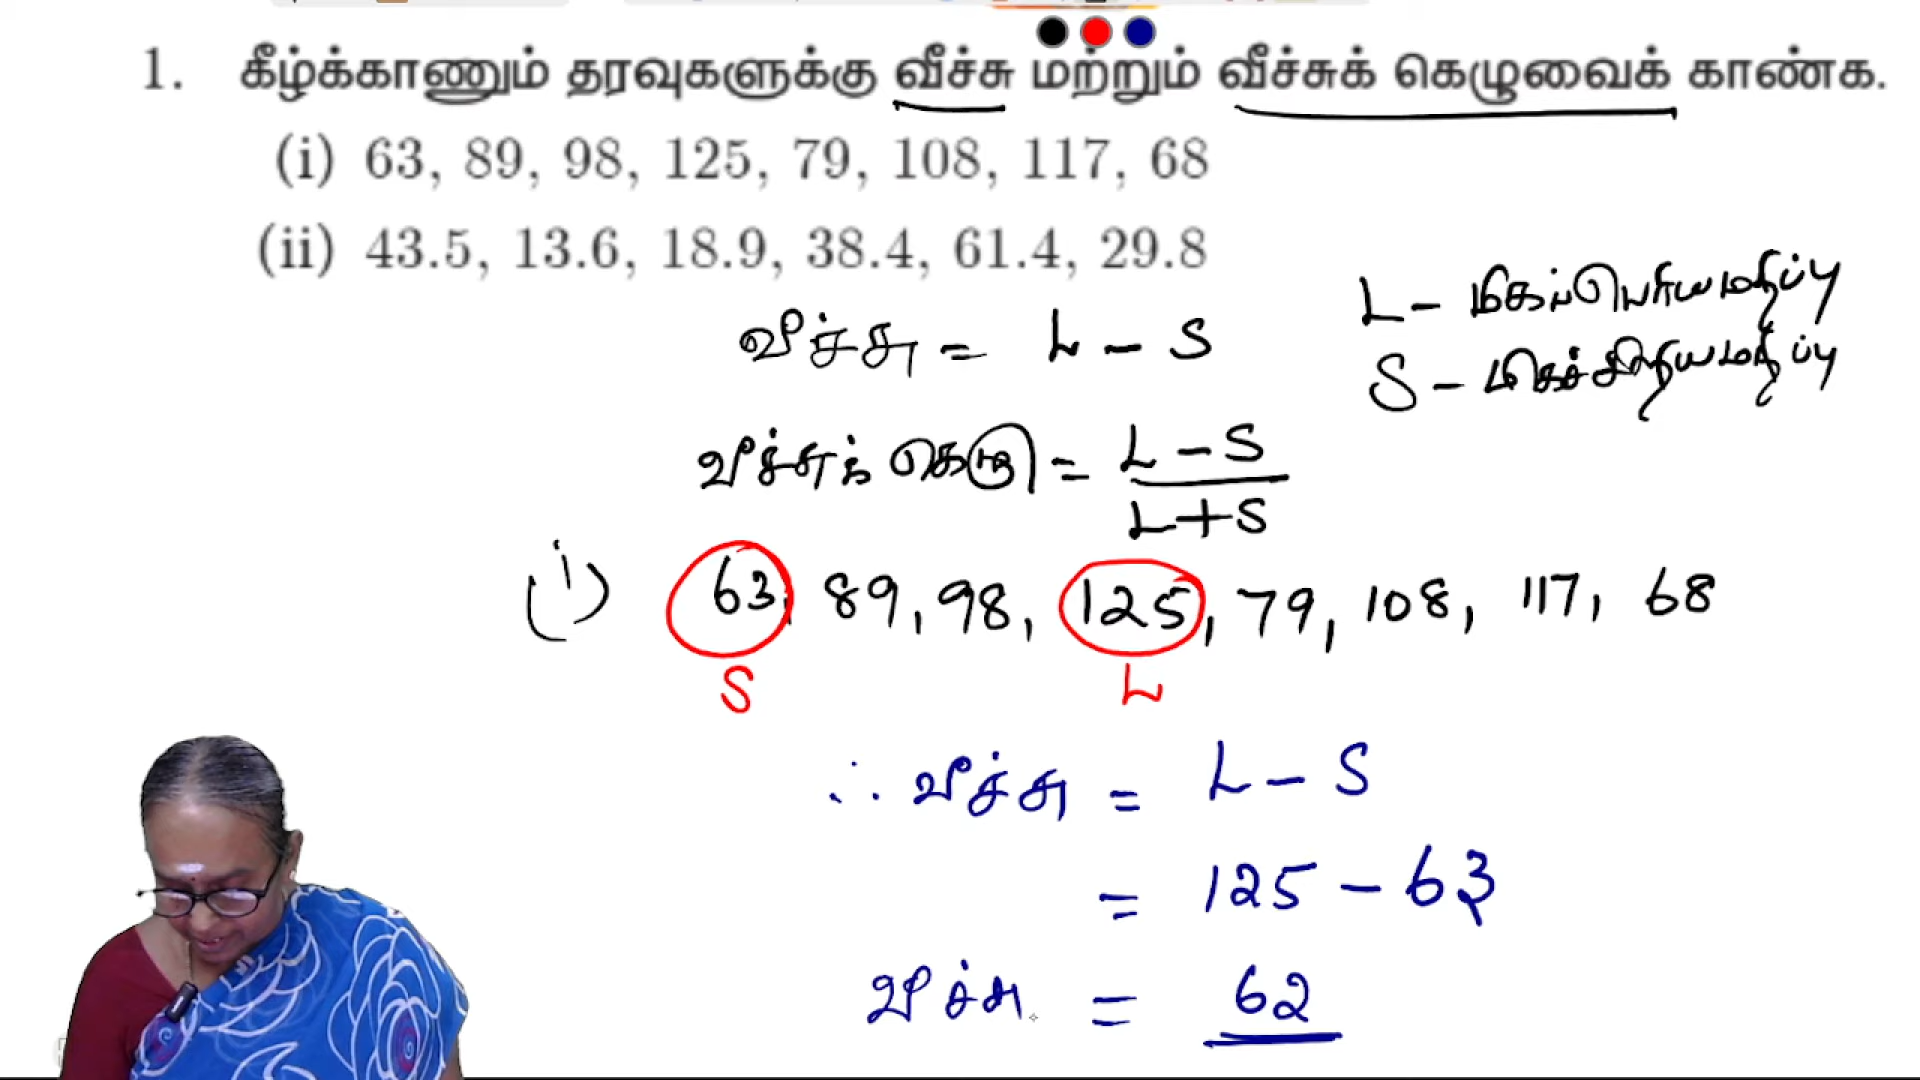 1. கீழ்க்காணும் தரவுகளுக்கு வீச்சு மற்றும் வீச்சுக் கெழுவைக் காண்க.
(i) 63, 89, 98, 125, 79, 108, 117, 68
(ii) 43.5, 13.6, 18.9, 38.4, 61.4, 29.8
L - மிகப்பெரிய மதிப்பு
S - மிகச்சிறிய மதிப்பு
வீச்சு = L - S
வீச்சுக் கெழு = L - S / L + S
(i) 63, 89, 98, 125, 79, 108, 117, 68
S L
∴ வீச்சு = L - S
= 125 - 63
வீச்சு = 62